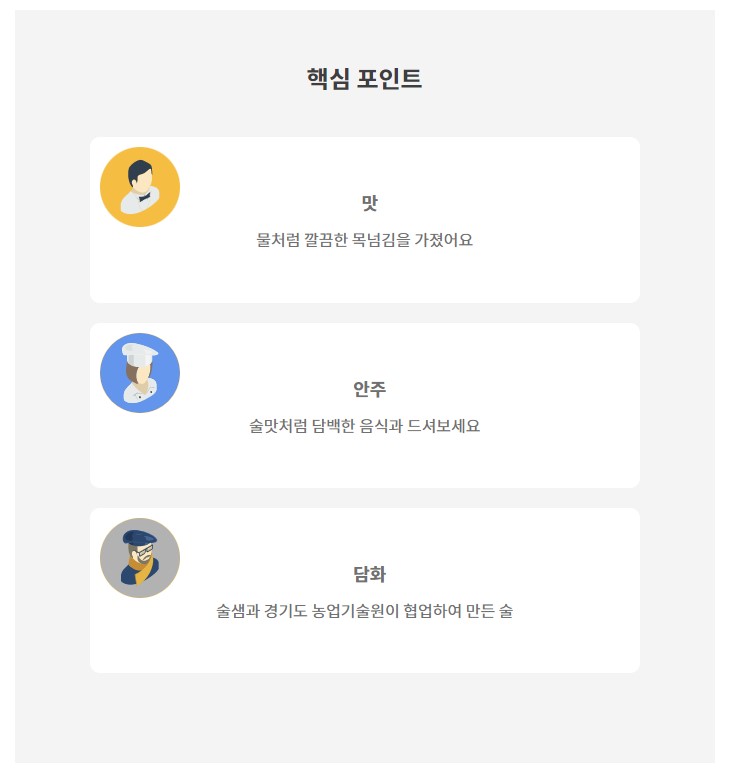 핵심 포인트
맛
물처럼 깔끔한 목넘김을 가졌어요
안주
술맛처럼 담백한 음식과 드셔보세요
담화
술샘과 경기도 농업기술원이 협업하여 만든 술